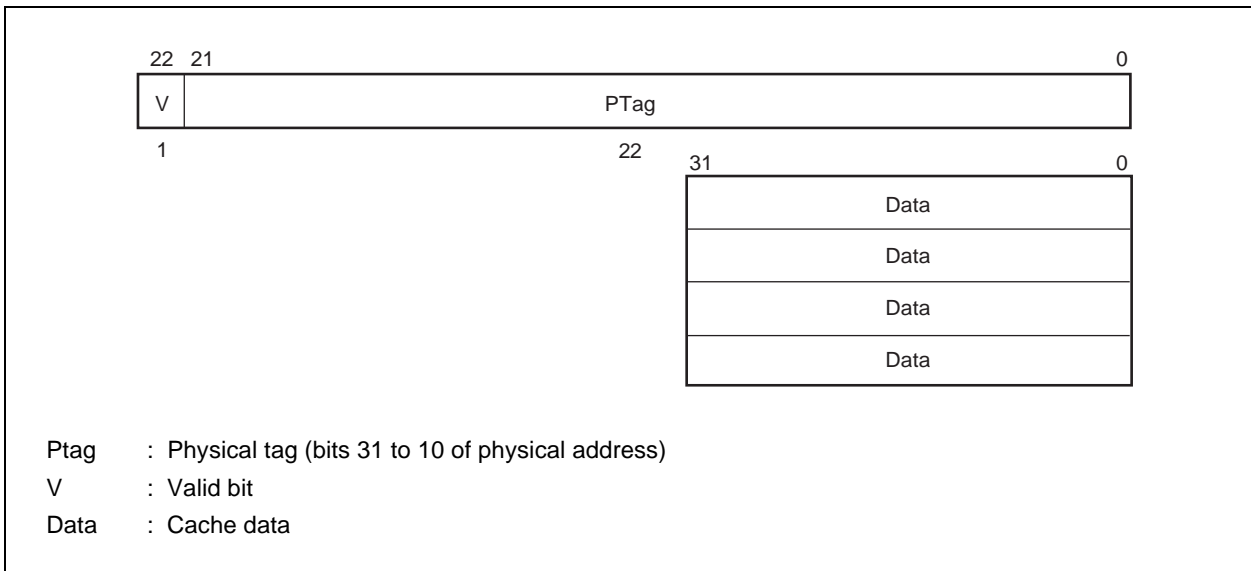 22 21 0
V PTag
1 22
31 0
Data
Data
Data
Data
Ptag : Physical tag (bits 31 to 10 of physical address)
V : Valid bit
Data : Cache data